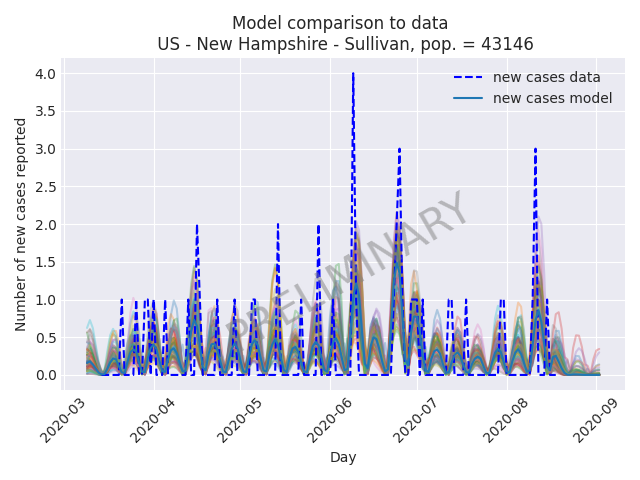 Model comparison to data
US - New Hampshire - Sullivan, pop. = 43146
new cases data
new cases model
PRELIMINARY
Number of new cases reported
4.0
3.5
3.0
2.5
2.0
1.5
1.0
0.5
0.0
2020-03
2020-04
2020-05
2020-06
2020-07
2020-08
2020-09
Day